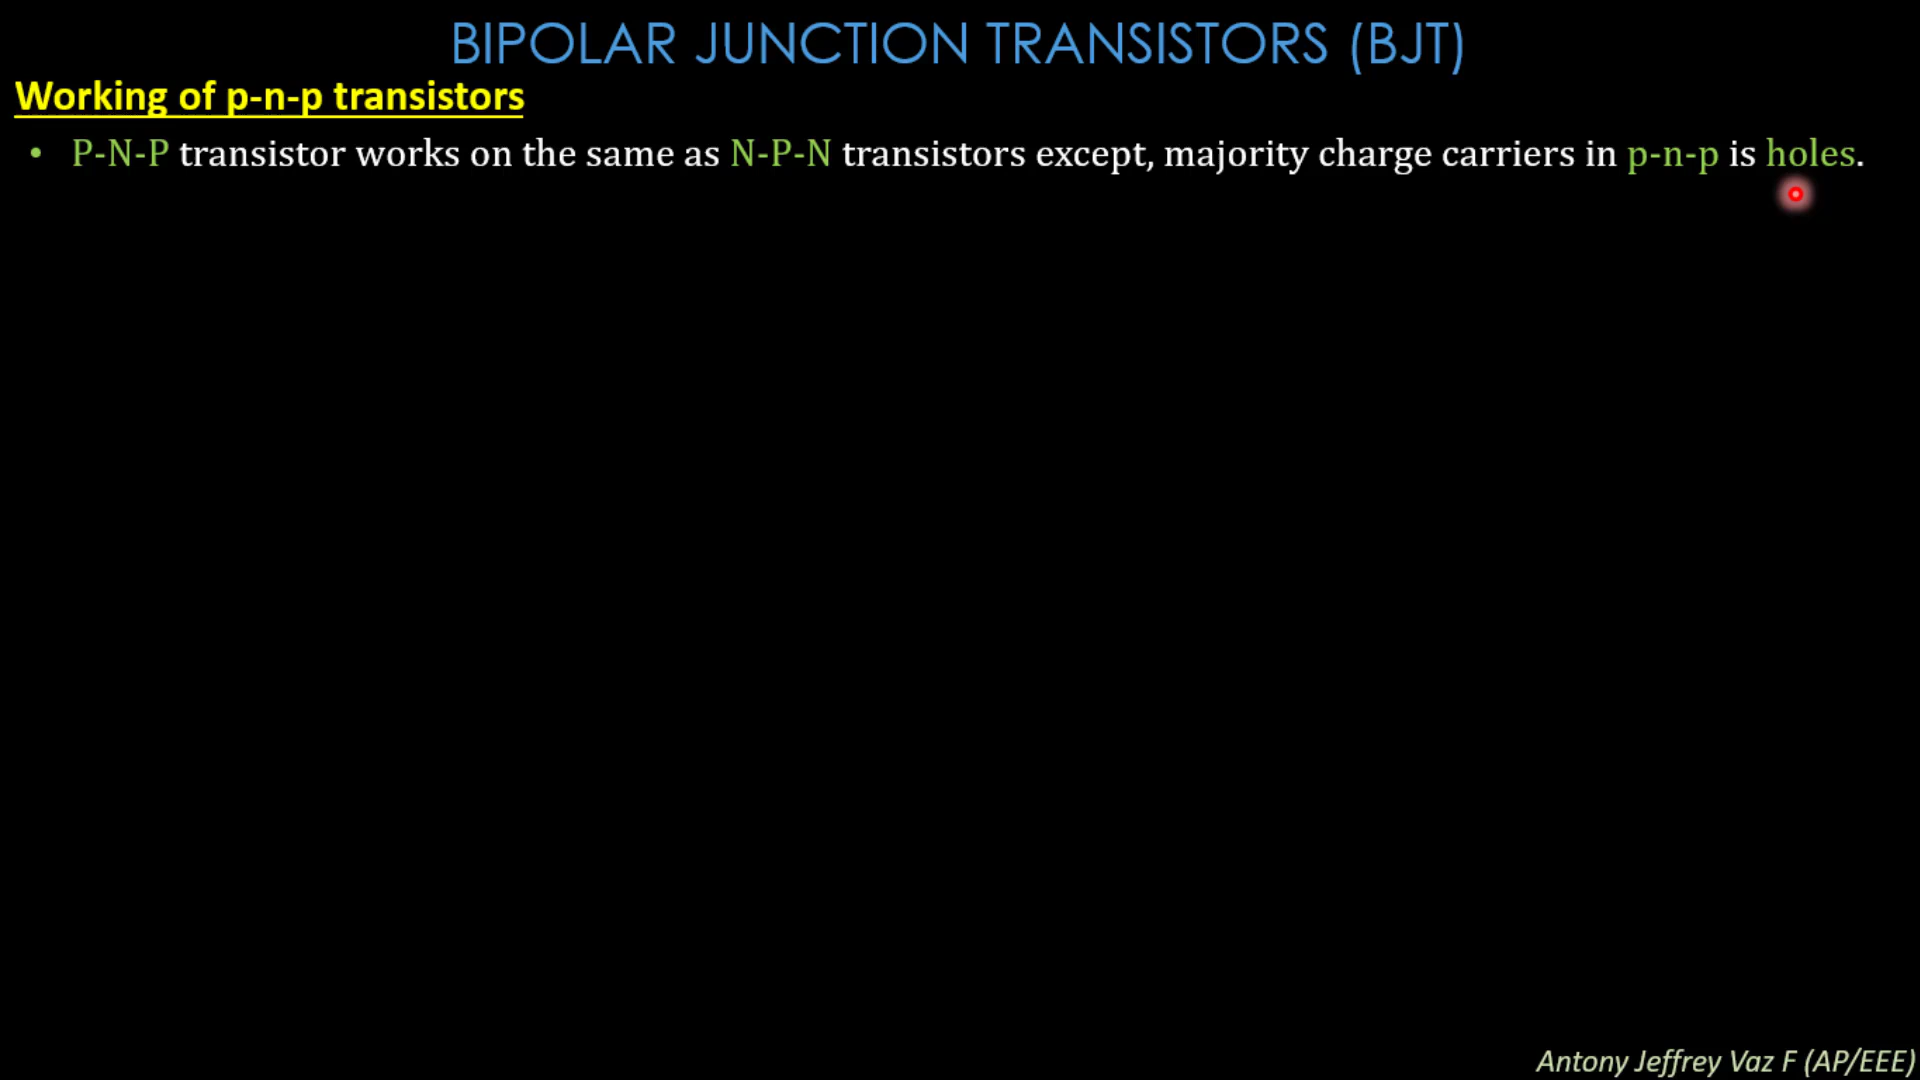 BIPOLAR JUNCTION TRANSISTORS (BJT)
Working of p-n-p transistors
• P-N-P transistor works on the same as N-P-N transistors except, majority charge carriers in p-n-p is holes.
Antony Jeffrey Vaz F (AP/EEE)